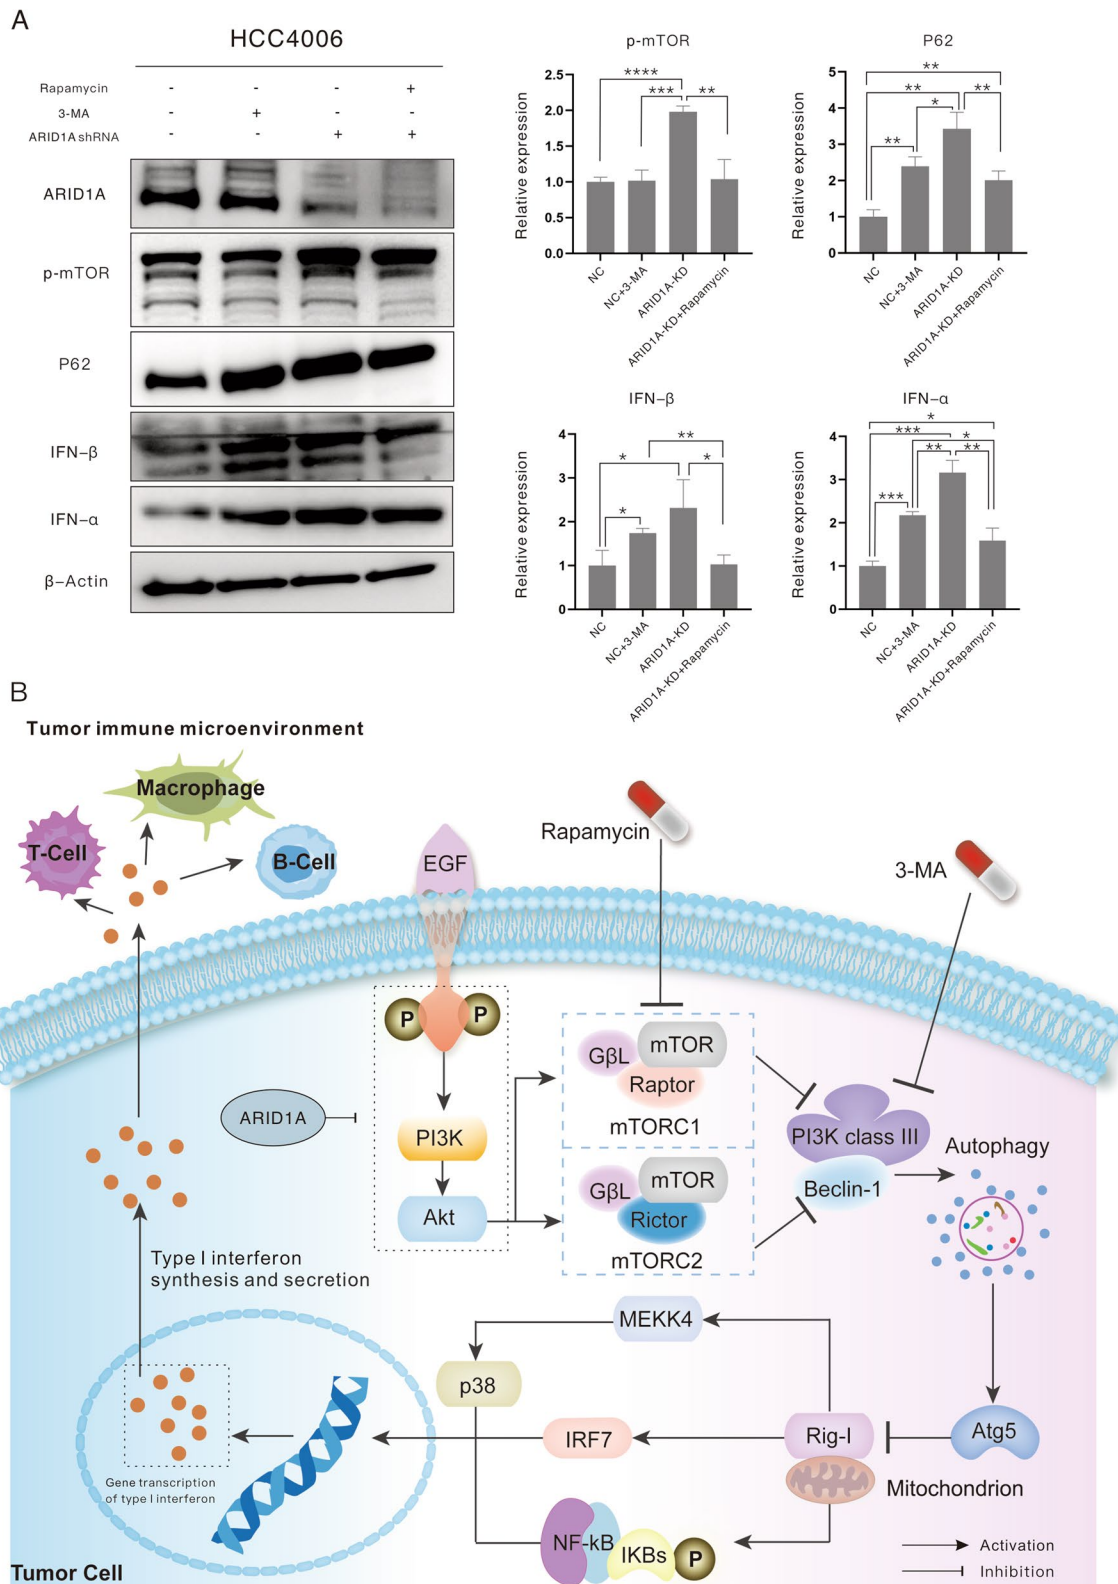 A
HCC4006
Rapamycin - - - +
3-MA - + - -
ARID1A shRNA - - + +
ARID1A
p-mTOR
P62
IFN-β
IFN-α
β-Actin
p-mTOR
Relative expression
2.5
2.0
1.5
1.0
0.5
0.0
**** 
*** **
NC
NC+3-MA
ARID1A-KD
ARID1A-KD+Rapamycin
P62
Relative expression
5
4
3
2
1
0
**
** **
*
**
NC
NC+3-MA
ARID1A-KD
ARID1A-KD+Rapamycin
IFN-β
Relative expression
4
3
2
1
0
**
* *
*
NC
NC+3-MA
ARID1A-KD
ARID1A-KD+Rapamycin
IFN-α
Relative expression
4
3
2
1
0
*
*** *
** **
***
NC
NC+3-MA
ARID1A-KD
ARID1A-KD+Rapamycin
B
Tumor immune microenvironment
Macrophage
T-Cell
B-Cell
EGF
Rapamycin
3-MA
P P
ARID1A
PI3K
Akt
GβL mTOR
Raptor
mTORC1
GβL mTOR
Rictor
mTORC2
PI3K class III
Beclin-1
Autophagy
Type I interferon
synthesis and secretion
MEKK4
p38
IRF7
Rig-I
Atg5
Mitochondrion
NF-kB
IKBs
P
Gene transcription
of type I interferon
Tumor Cell
Activation
Inhibition